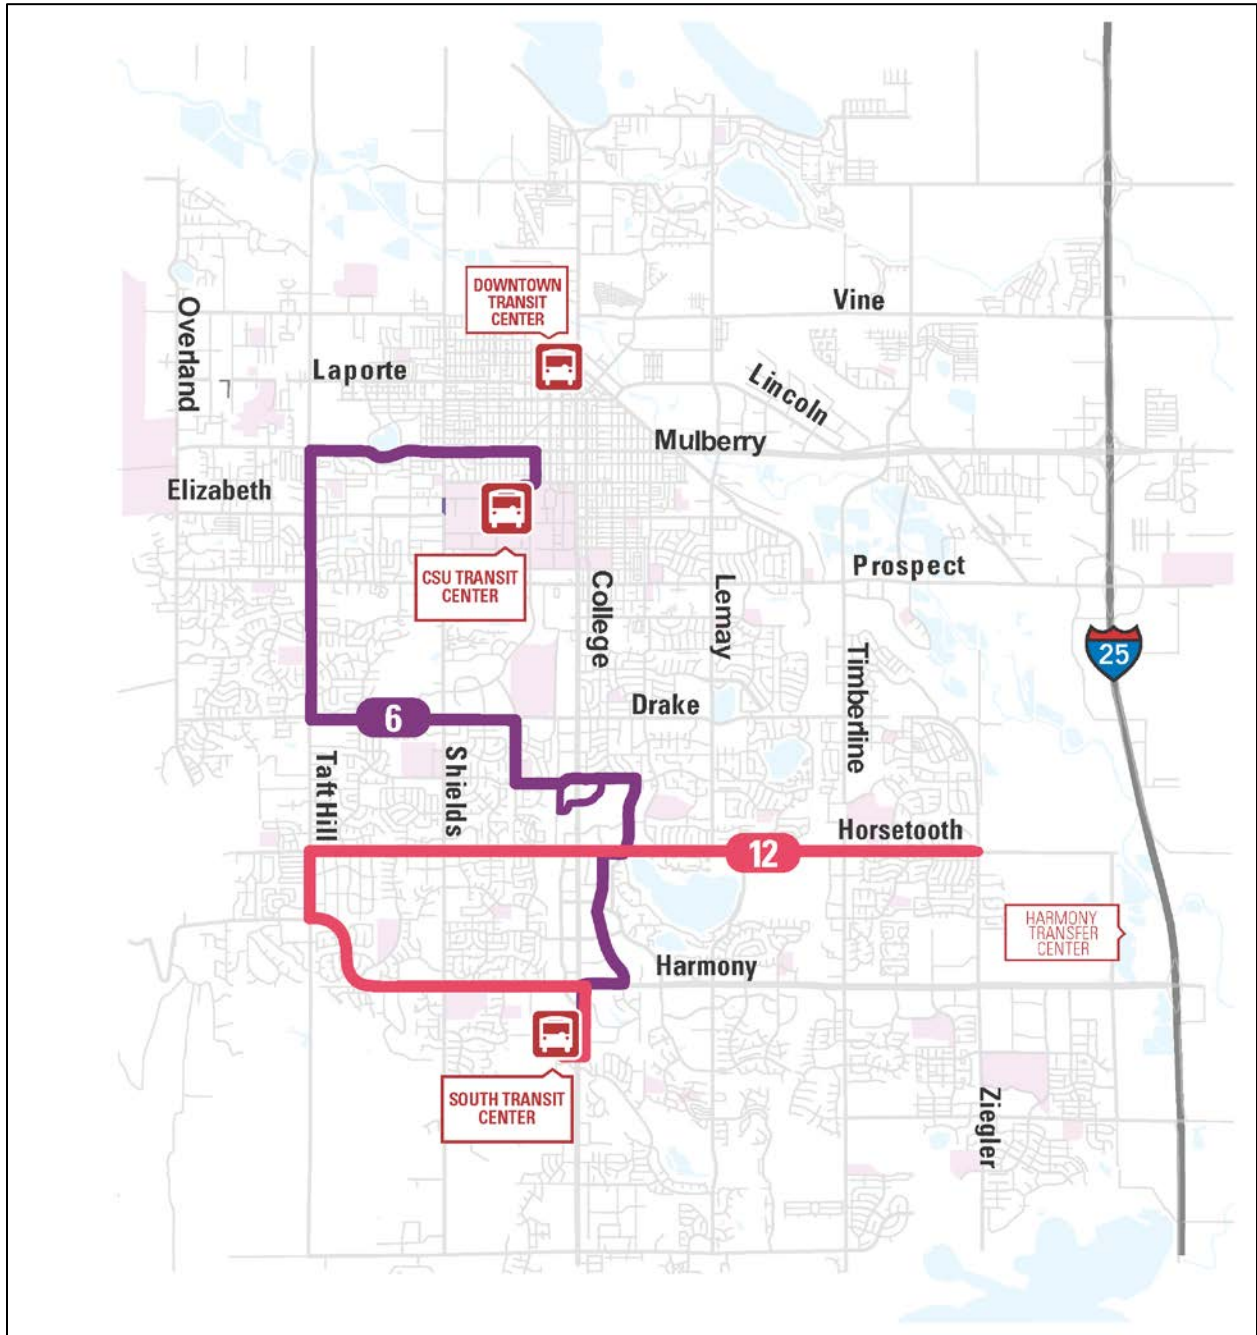 DOWNTOWN
TRANSIT
CENTER
Vine
Overland
Laporte
Lincoln
Mulberry
Elizabeth
CSU TRANSIT
CENTER
College
Lemay
Prospect
Timberline
25
Drake
6
Taft Hill
Shields
Horsetooth
12
HARMONY
TRANSFER
CENTER
Harmony
SOUTH TRANSIT
CENTER
Ziegler